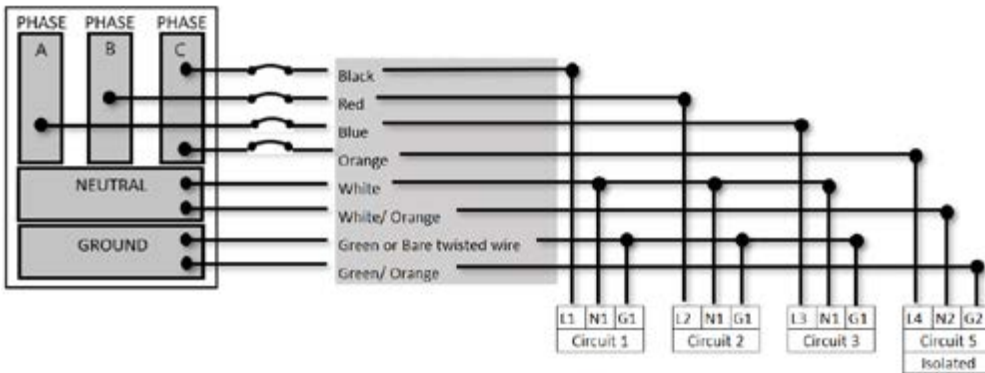 PHASE PHASE PHASE
A B C
Black
Red
Blue
Orange
NEUTRAL
White
White/ Orange
GROUND
Green or Bare twisted wire
Green/ Orange
L1 N1 G1 L2 N1 G1 L3 N1 G1 L4 N2 G2
Circuit 1 Circuit 2 Circuit 3 Circuit 5
Isolated